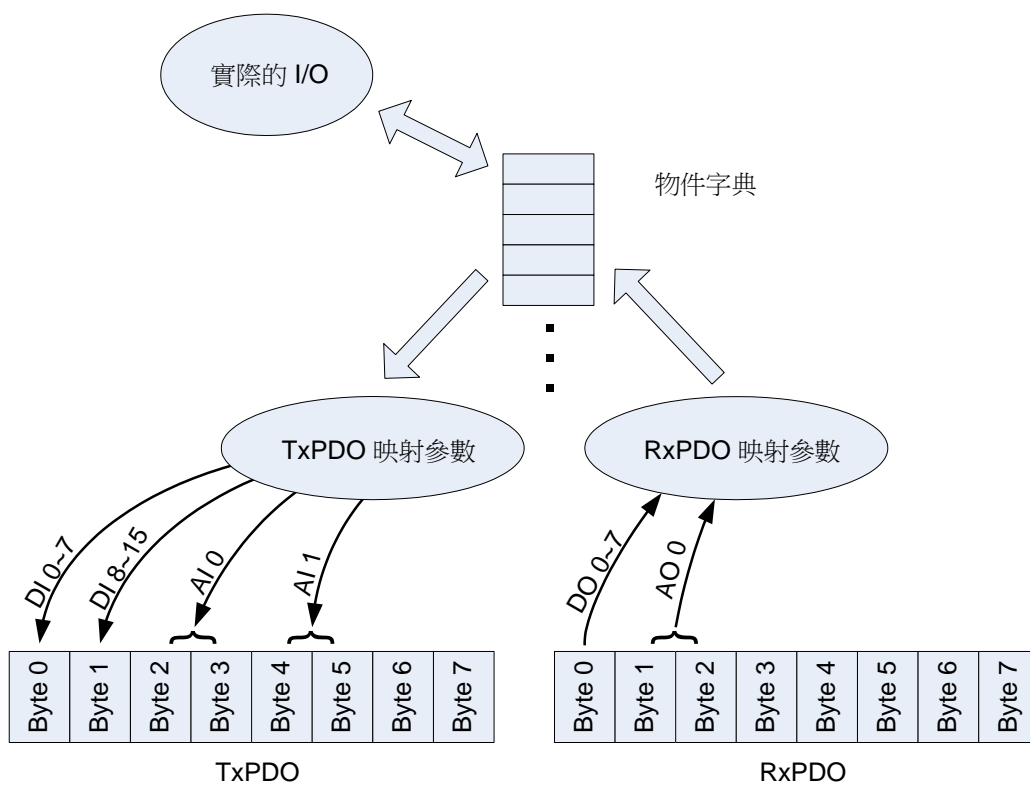 實際的 I/O
物件字典
TxPDO 映射參數
RxPDO 映射參數
DI 0~7
DI 8~15
AI 0
AI 1
DO 0~7
AO 0
Byte 0
Byte 1
Byte 2
Byte 3
Byte 4
Byte 5
Byte 6
Byte 7
Byte 0
Byte 1
Byte 2
Byte 3
Byte 4
Byte 5
Byte 6
Byte 7
TxPDO
RxPDO